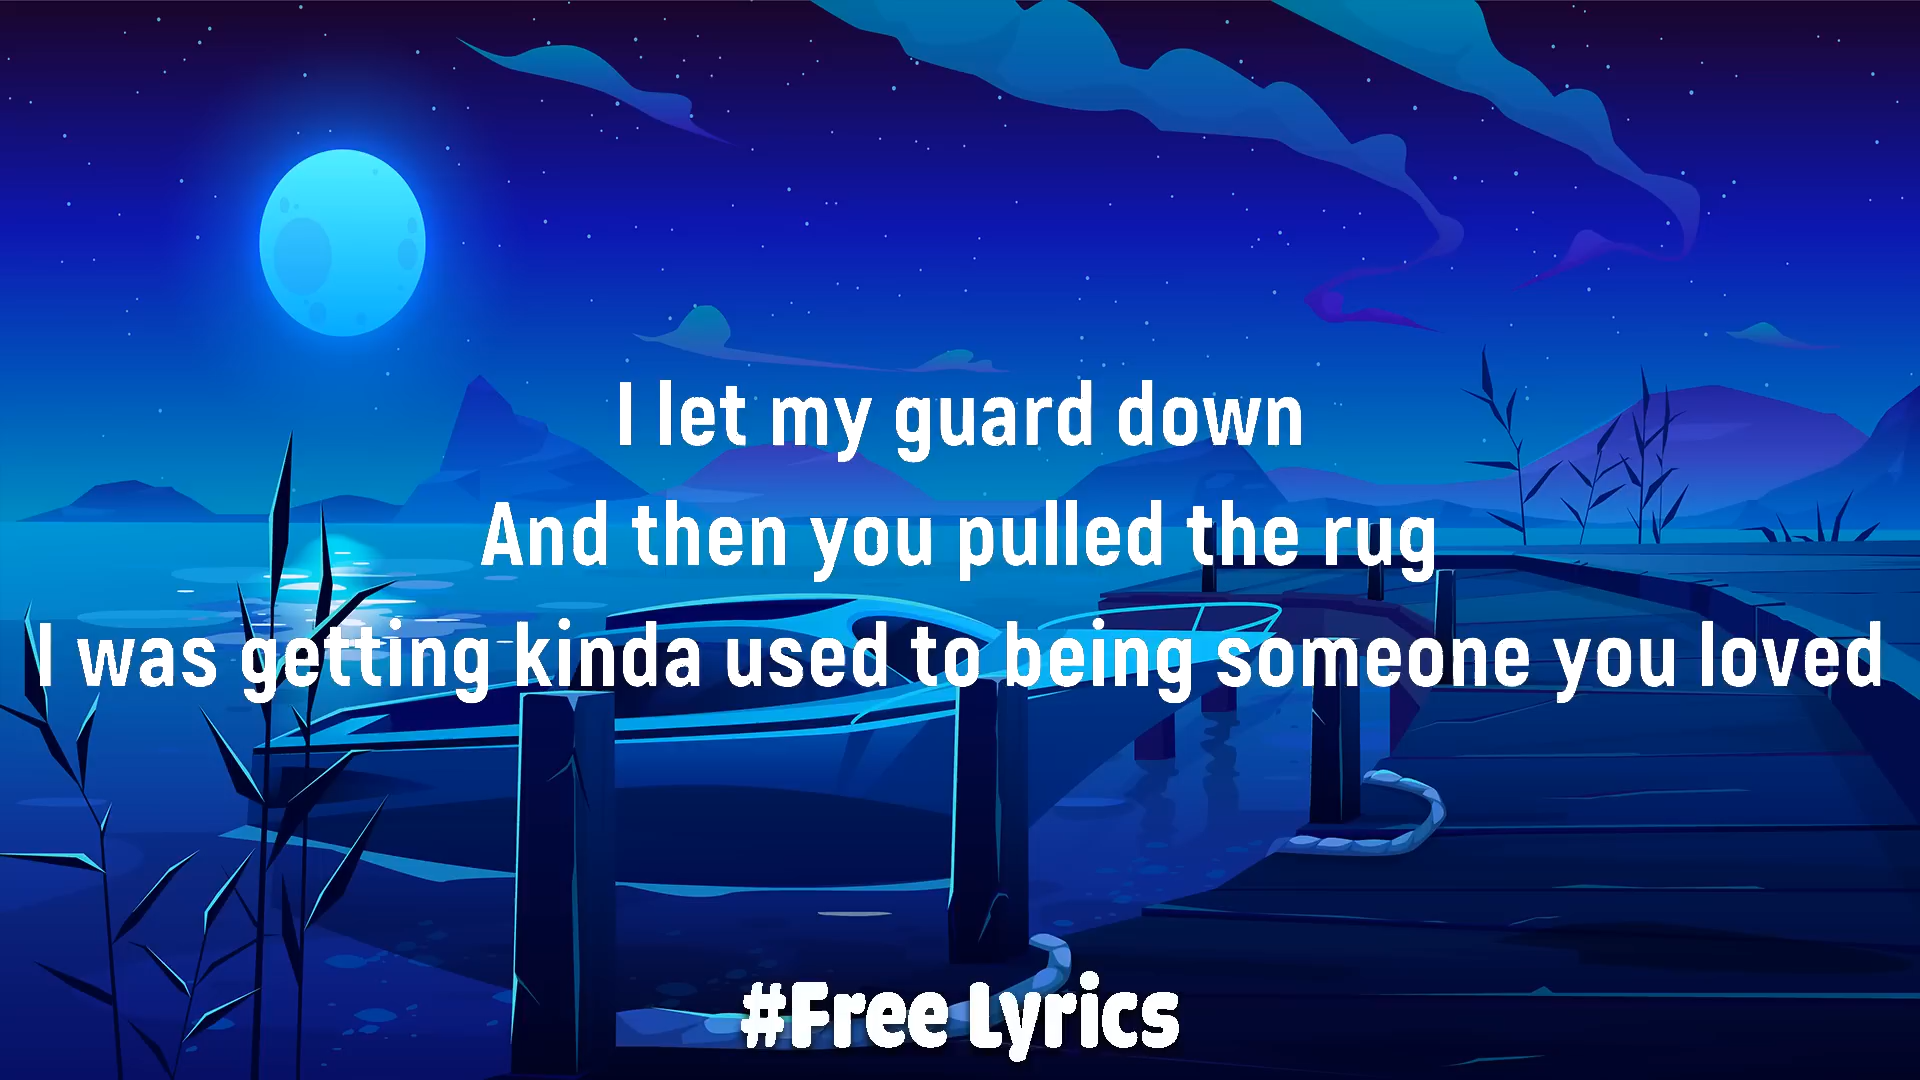 I let my guard down
And then you pulled the rug
I was getting kinda used to being someone you loved
#Free Lyrics